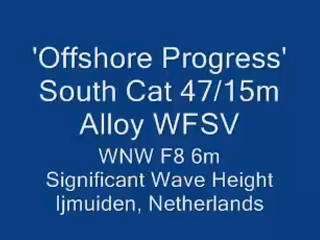 'Offshore Progress'
South Cat 47/15m
Alloy WFSV
WNW F8 6m
Significant Wave Height
Ijmuiden, Netherlands